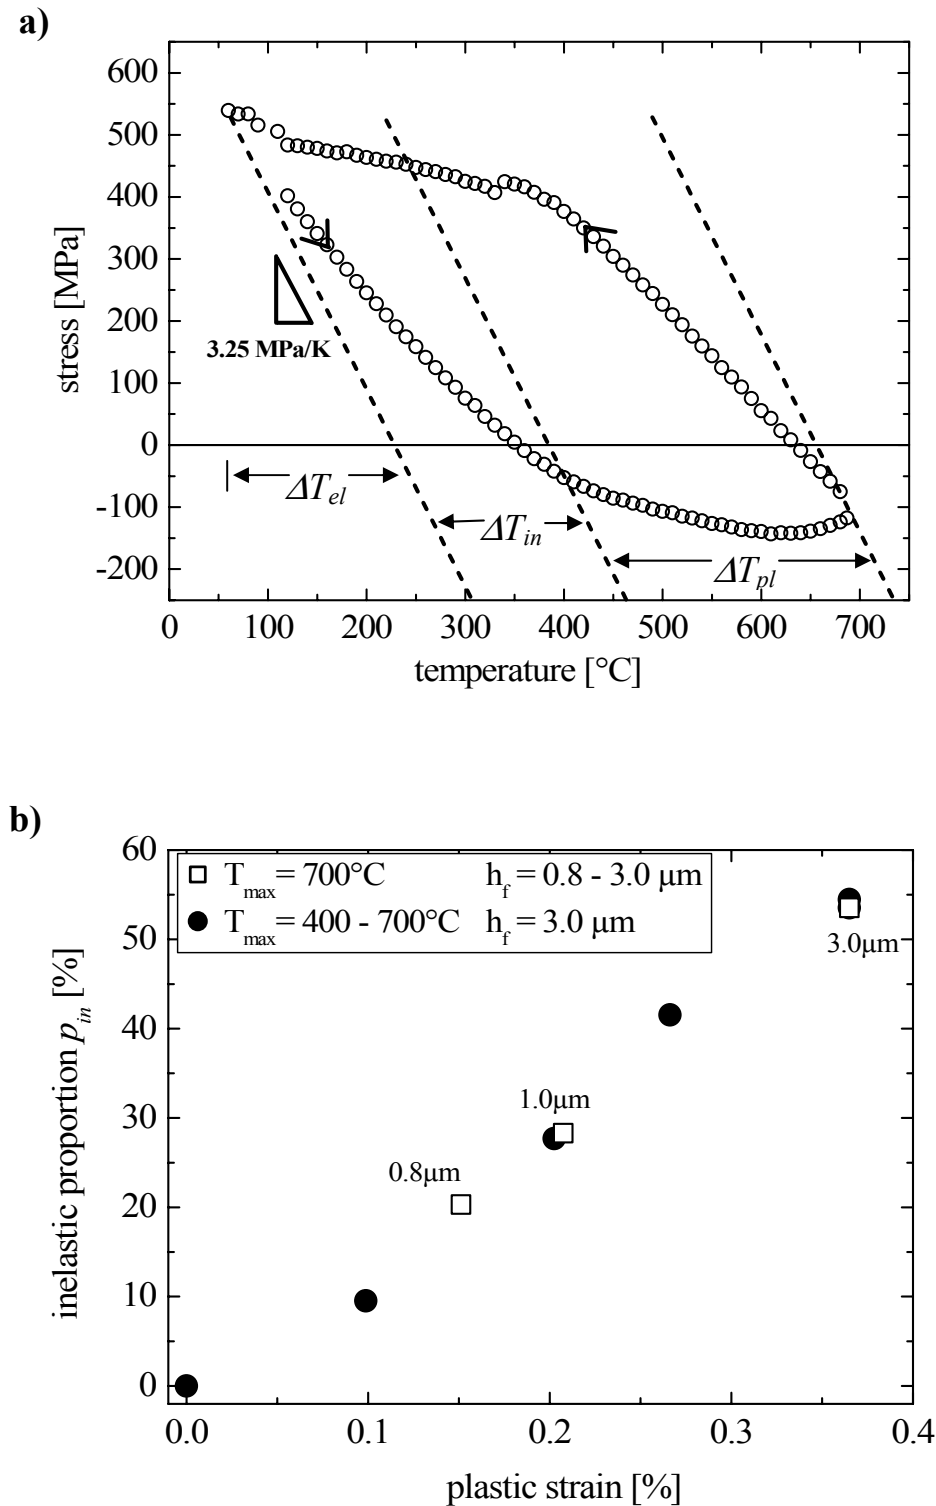 a)
600
500
400
300
200
100
0
-100
-200
stress [MPa]
3.25 MPa/K
ΔT_el
ΔT_in
ΔT_pl
0 100 200 300 400 500 600 700
temperature [°C]
b)
60
50
40
30
20
10
0
inelastic proportion p_in [%]
T_max = 700°C h_f = 0.8 - 3.0 μm
T_max = 400 - 700°C h_f = 3.0 μm
3.0μm
1.0μm
0.8μm
0.0 0.1 0.2 0.3 0.4
plastic strain [%]